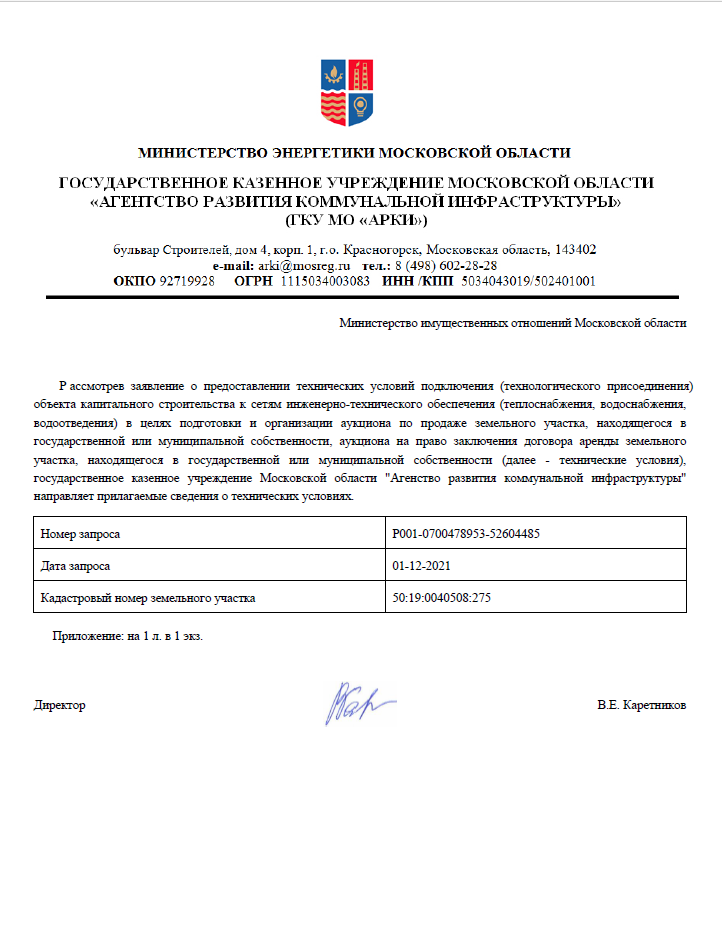 МИНИСТЕРСТВО ЭНЕРГЕТИКИ МОСКОВСКОЙ ОБЛАСТИ
ГОСУДАРСТВЕННОЕ КАЗЕННОЕ УЧРЕЖДЕНИЕ МОСКОВСКОЙ ОБЛАСТИ
«АГЕНТСТВО РАЗВИТИЯ КОММУНАЛЬНОЙ ИНФРАСТРУКТУРЫ»
(ГКУ МО «АРКИ»)
бульвар Строителей, дом 4, корп. 1, г.о. Красногорск, Московская область, 143402
e-mail: arki@mosreg.ru тел.: 8 (498) 602-28-28
ОКПО 92719928 ОГРН 1115034003083 ИНН /КПП 5034043019/502401001
Министерство имущественных отношений Московской области
Р ассмотрев заявление о предоставлении технических условий подключения (технологического присоединения)
объекта капитального строительства к сетям инженерно-технического обеспечения (теплоснабжения, водоснабжения,
водоотведения) в целях подготовки и организации аукциона по продаже земельного участка, находящегося в
государственной или муниципальной собственности, аукциона на право заключения договора аренды земельного
участка, находящегося в государственной или муниципальной собственности (далее - технические условия),
государственное казенное учреждение Московской области "Агенство развития коммунальной инфраструктуры"
направляет прилагаемые сведения о технических условиях.
Номер запроса P001-0700478953-52604485
Дата запроса 01-12-2021
Кадастровый номер земельного участка 50:19:0040508:275
Приложение: на 1 л. в 1 экз.
Директор В.Е. Каретников